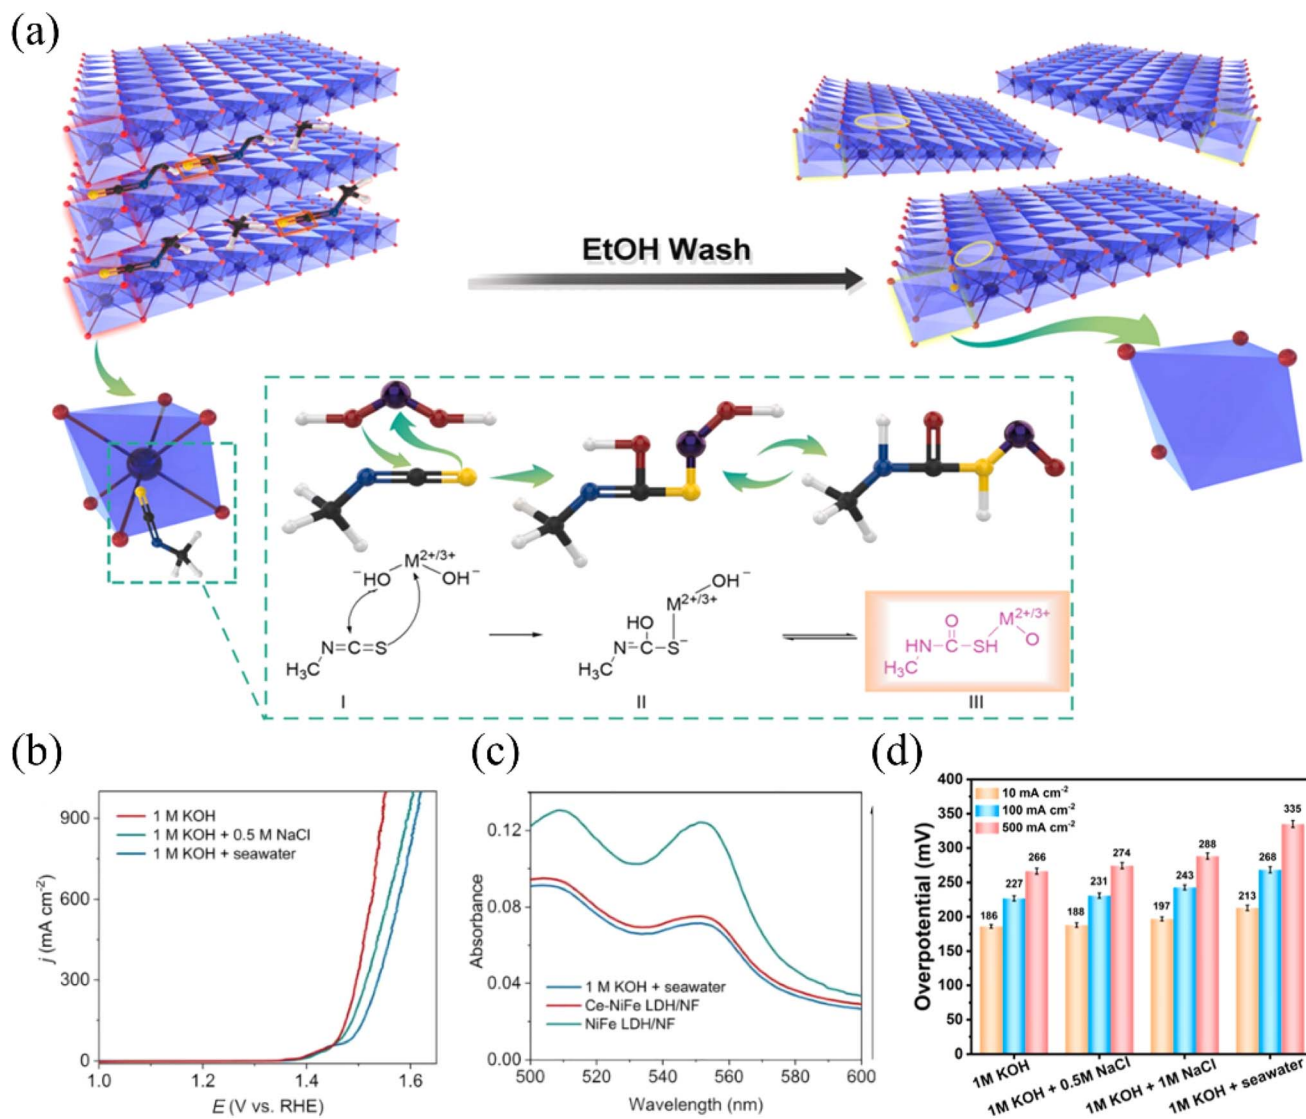 (a)
EtOH Wash
M2+/3+
−HO
OH−
N=C=S
H3C
I
OH−
M2+/3+
HO
N=C−S−
H3C
II
O
M2+/3+
HN−C−SH
O
H3C
III
(b)
900
600
300
0
j (mA cm-2)
1 M KOH
1 M KOH + 0.5 M NaCl
1 M KOH + seawater
1.0
1.2
1.4
1.6
E (V vs. RHE)
(c)
0.12
0.08
0.04
0.00
Absorbance
1 M KOH + seawater
Ce-NiFe LDH/NF
NiFe LDH/NF
500
520
540
560
580
600
Wavelength (nm)
(d)
400
350
300
250
200
150
100
50
0
Overpotential (mV)
10 mA cm-2
100 mA cm-2
500 mA cm-2
186
227
266
188
231
274
197
243
288
213
268
335
1M KOH
1M KOH + 0.5M NaCl
1M KOH + 1M NaCl
1M KOH + seawater